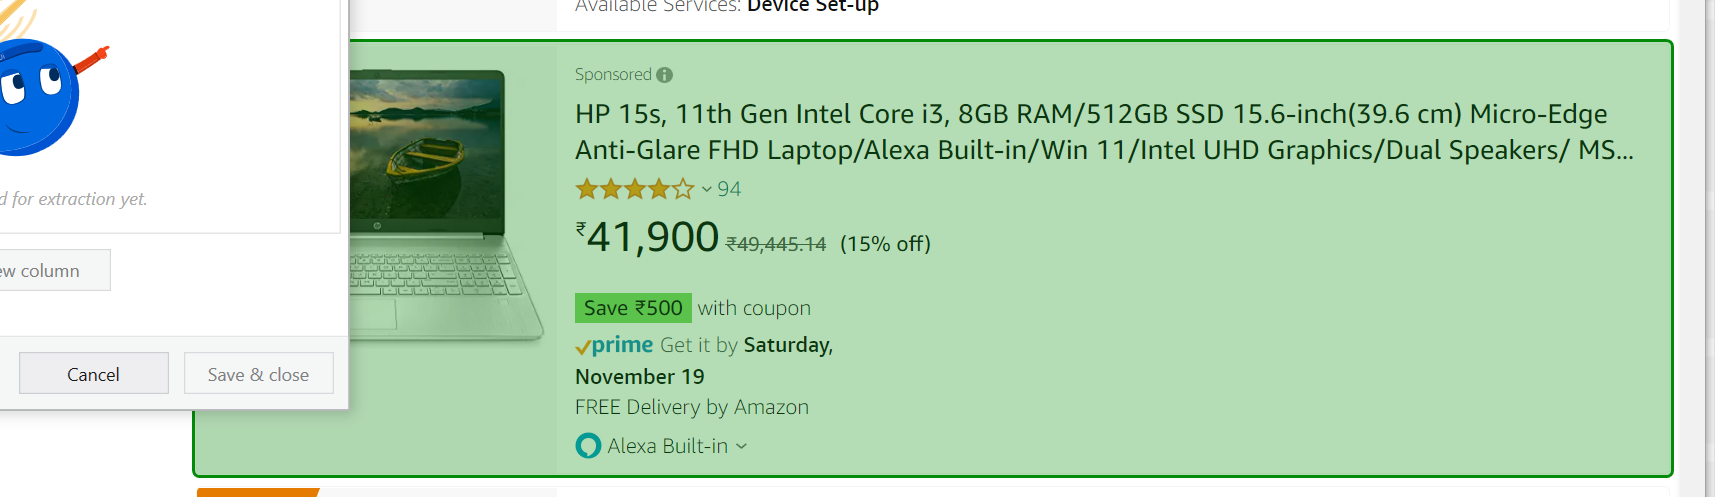 Available Services: Device Set-up
Sponsored
HP 15s, 11th Gen Intel Core i3, 8GB RAM/512GB SSD 15.6-inch(39.6 cm) Micro-Edge
Anti-Glare FHD Laptop/Alexa Built-in/Win 11/Intel UHD Graphics/Dual Speakers/ MS...
94
₹41,900 ₹49,445.14 (15% off)
Save ₹500 with coupon
prime Get it by Saturday,
November 19
FREE Delivery by Amazon
Alexa Built-in
for extraction yet.
column
Cancel
Save & close